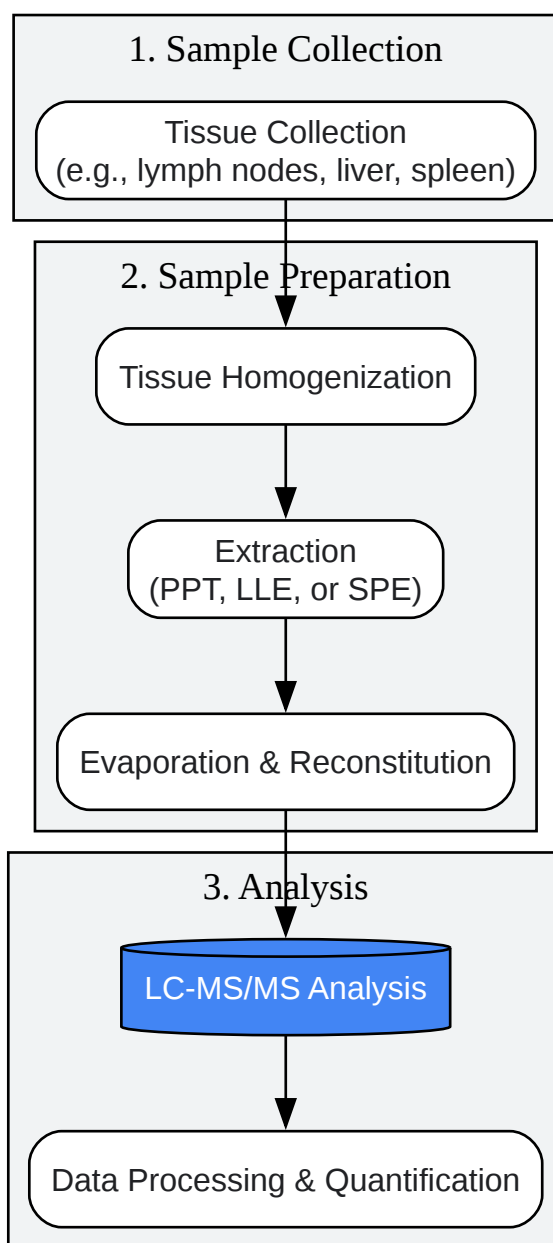 1. Sample Collection
Tissue Collection
(e.g., lymph nodes, liver, spleen)
2. Sample Preparation
Tissue Homogenization
Extraction
(PPT, LLE, or SPE)
Evaporation & Reconstitution
3. Analysis
LC-MS/MS Analysis
Data Processing & Quantification